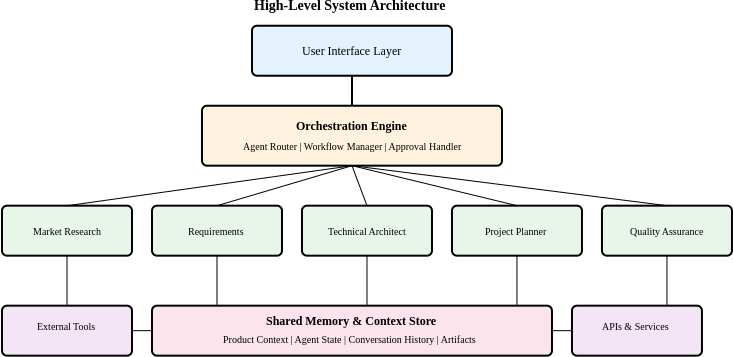 High-Level System Architecture
User Interface Layer
Orchestration Engine
Agent Router | Workflow Manager | Approval Handler
Market Research
Requirements
Technical Architect
Project Planner
Quality Assurance
External Tools
Shared Memory & Context Store
Product Context | Agent State | Conversation History | Artifacts
APIs & Services